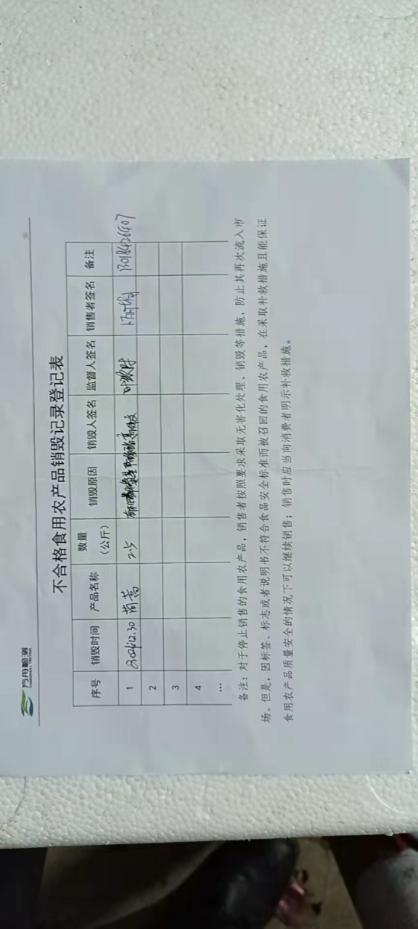 方舟检测
不合格食用农产品销毁记录登记表
序号 销毁时间 产品名称 数量（公斤） 销毁原因 销毁人签名 监督人签名 销售者签名 备注
1 2024.12.30 茼蒿 2.5
2
3
4
…
备注：对于停止销售的食用农产品，销售者按照要求采取无害化处理、销毁等措施，防止其再次流入市
场。但是，因标签、标志或者说明书不符合食品安全标准而被召回的食用农产品，在采取补救措施且能保证
食用农产品质量安全的情况下可以继续销售；销售时应当向消费者明示补救措施。